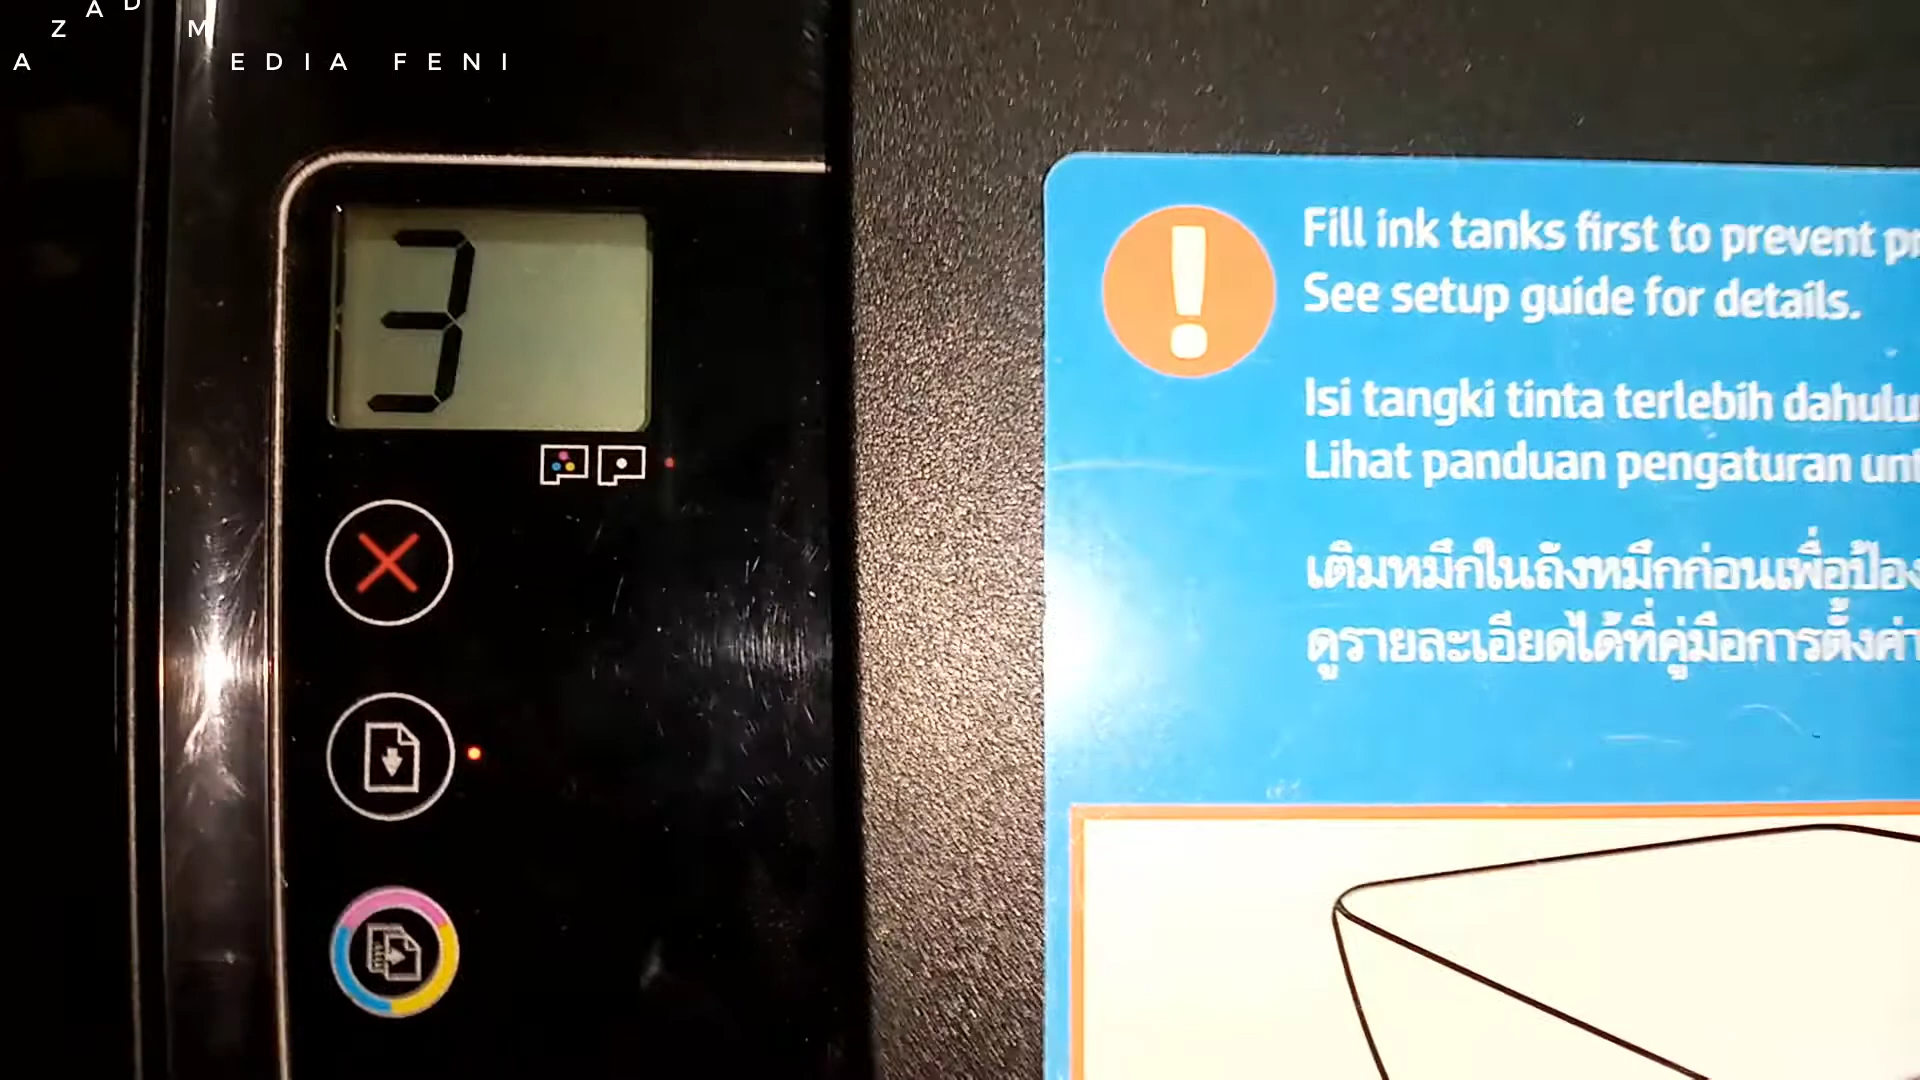 AZAD MEDIA FENI
3
Fill ink tanks first to prevent
See setup guide for details.
Isi tangki tinta terlebih dahulu
Lihat panduan pengaturan
เติมหมึกในถังหมึกก่อนเพื่อป้อง
ดูรายละเอียดได้ที่คู่มือการตั้งค่า